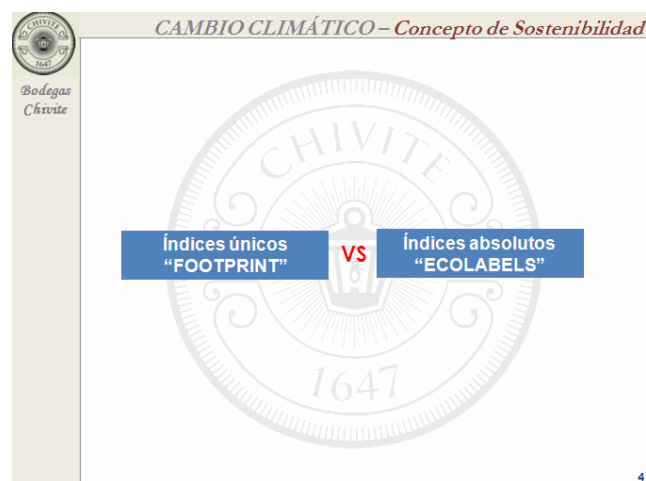 CHIVITE
1647
CAMBIO CLIMÁTICO – Concepto de Sostenibilidad
Bodegas
Chivite
CHIVITE
Índices únicos
“FOOTPRINT”
VS
Índices absolutos
“ECOLABELS”
1647
4